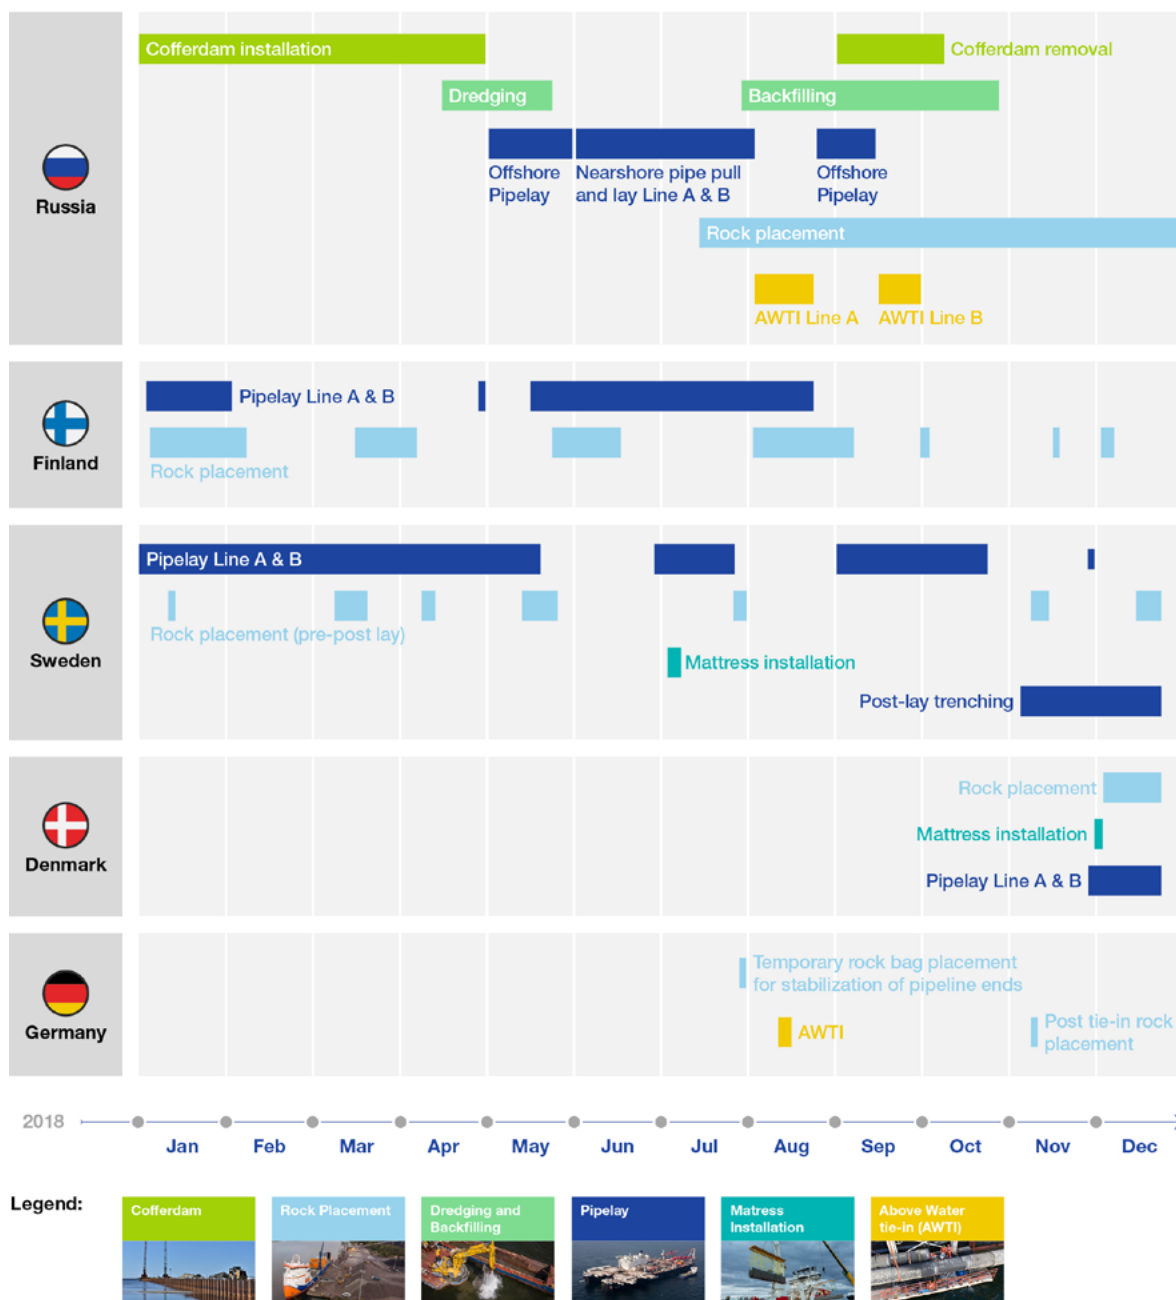 Cofferdam installation
Cofferdam removal
Dredging
Backfilling
Offshore
Pipelay
Nearshore pipe pull
and lay Line A & B
Offshore
Pipelay
Russia
Rock placement
AWTI Line A
AWTI Line B
Pipelay Line A & B
Finland
Rock placement
Pipelay Line A & B
Rock placement (pre-post lay)
Sweden
Mattress installation
Post-lay trenching
Rock placement
Mattress installation
Denmark
Pipelay Line A & B
Temporary rock bag placement
for stabilization of pipeline ends
Germany
AWTI
Post tie-in rock
placement
2018
Jan Feb Mar Apr May Jun Jul Aug Sep Oct Nov Dec
Legend:
Cofferdam
Rock Placement
Dredging and
Backfilling
Pipelay
Matress
Installation
Above Water
tie-in (AWTI)